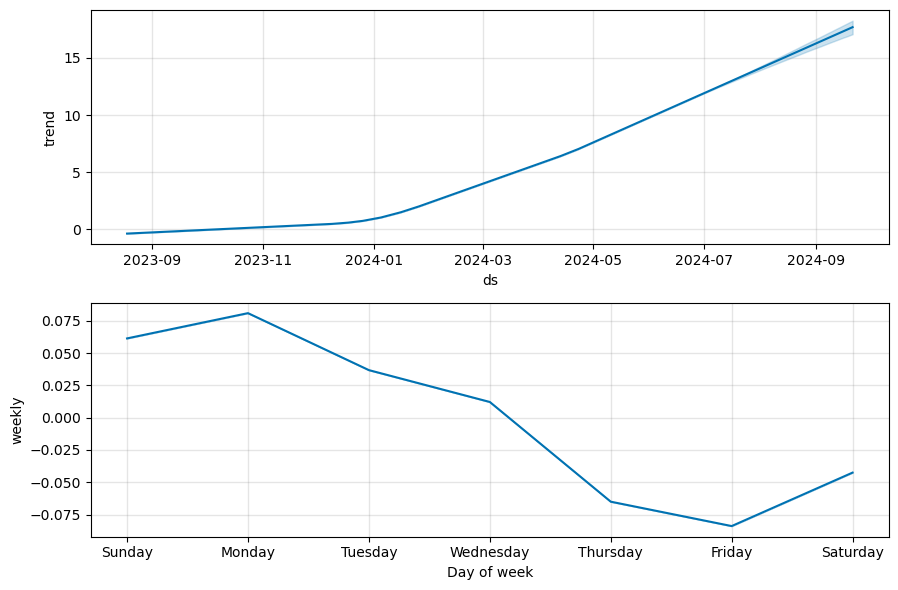 15
10
5
0
trend
2023-09 2023-11 2024-01 2024-03 2024-05 2024-07 2024-09
ds
0.075
0.050
0.025
0.000
−0.025
−0.050
−0.075
weekly
Sunday Monday Tuesday Wednesday Thursday Friday Saturday
Day of week